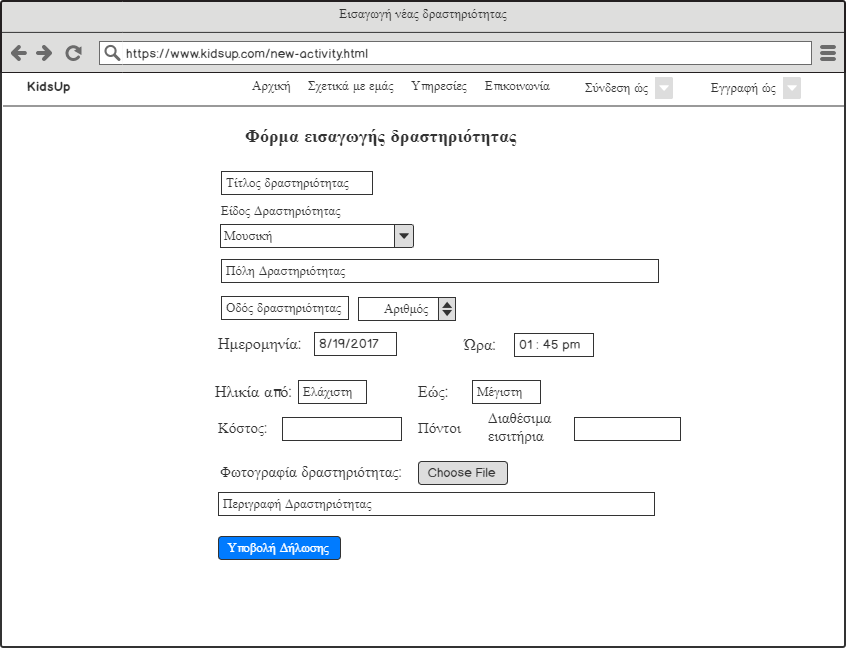 Εισαγωγή νέας δραστηριότητας
https://www.kidsup.com/new-activity.html
KidsUp Αρχική Σχετικά με εμάς Υπηρεσίες Επικοινωνία Σύνδεση ώς Εγγραφή ώς
Φόρμα εισαγωγής δραστηριότητας
Τίτλος δραστηριότητας
Είδος Δραστηριότητας
Μουσική
Πόλη Δραστηριότητας
Οδός δραστηριότητας Αριθμός
Ημερομηνία: 8/19/2017 Ώρα: 01 : 45 pm
Ηλικία από: Ελάχιστη Εώς: Μέγιστη
Κόστος: Πόντοι Διαθέσιμα
εισιτήρια
Φωτογραφία δραστηριότητας: Choose File
Περιγραφή Δραστηριότητας
Υποβολή Δήλωσης